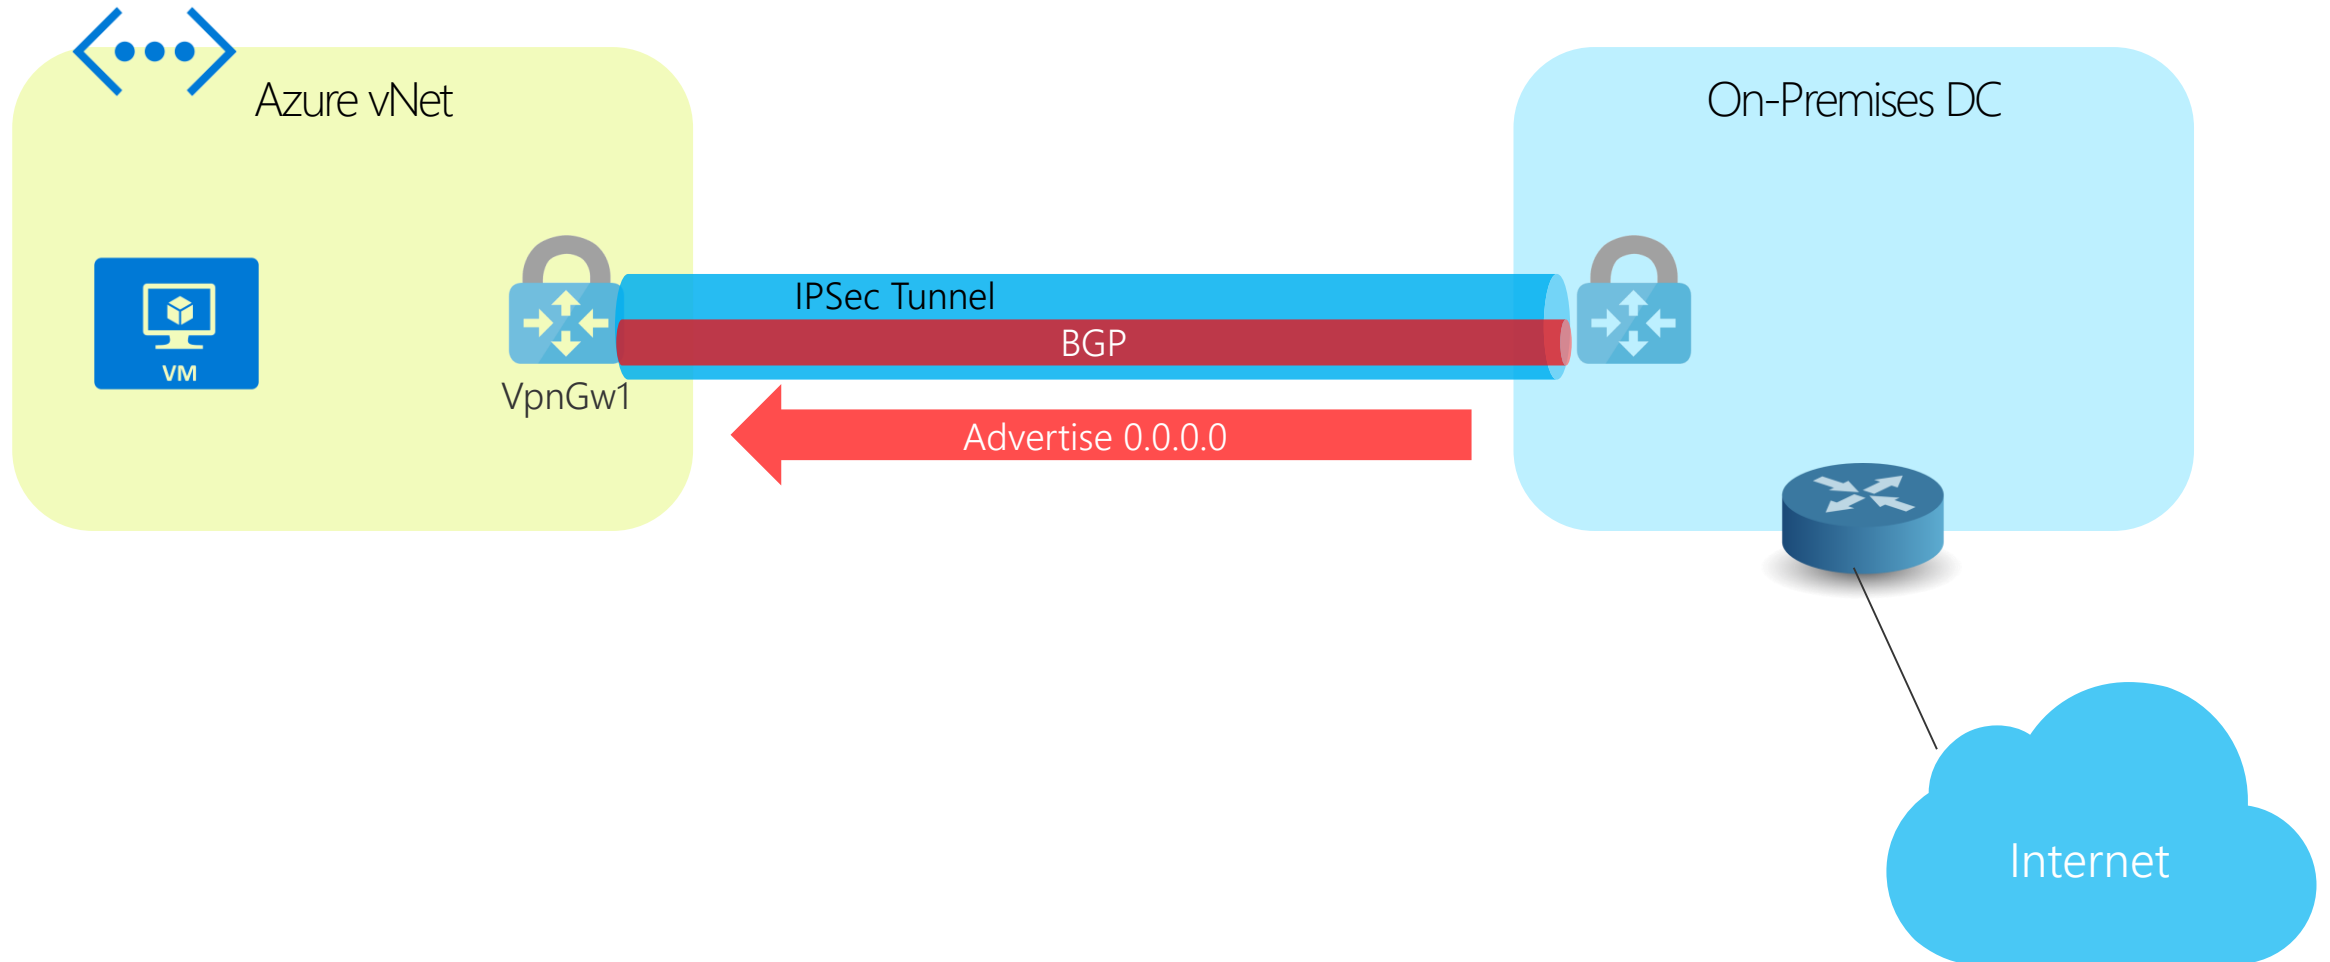 Azure vNet
On-Premises DC
IPSec Tunnel
BGP
VM
VpnGw1
Advertise 0.0.0.0
Internet